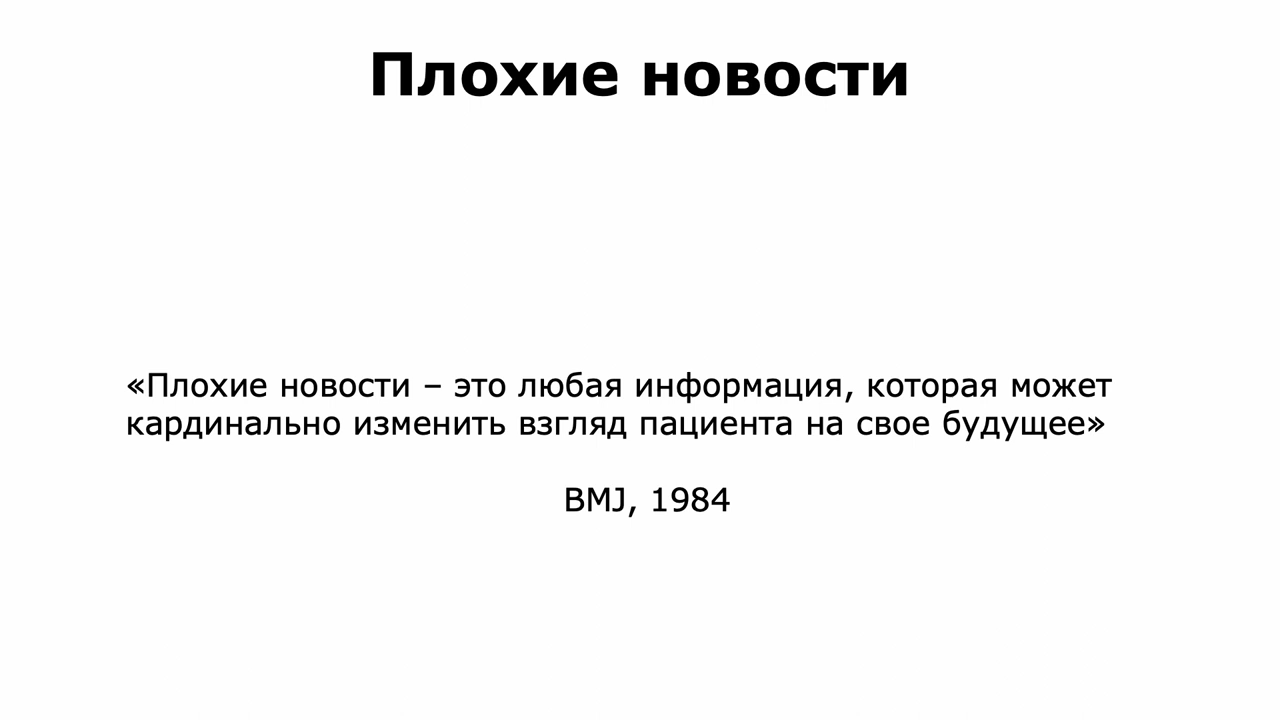 Плохие новости
«Плохие новости – это любая информация, которая может
кардинально изменить взгляд пациента на свое будущее»
BMJ, 1984